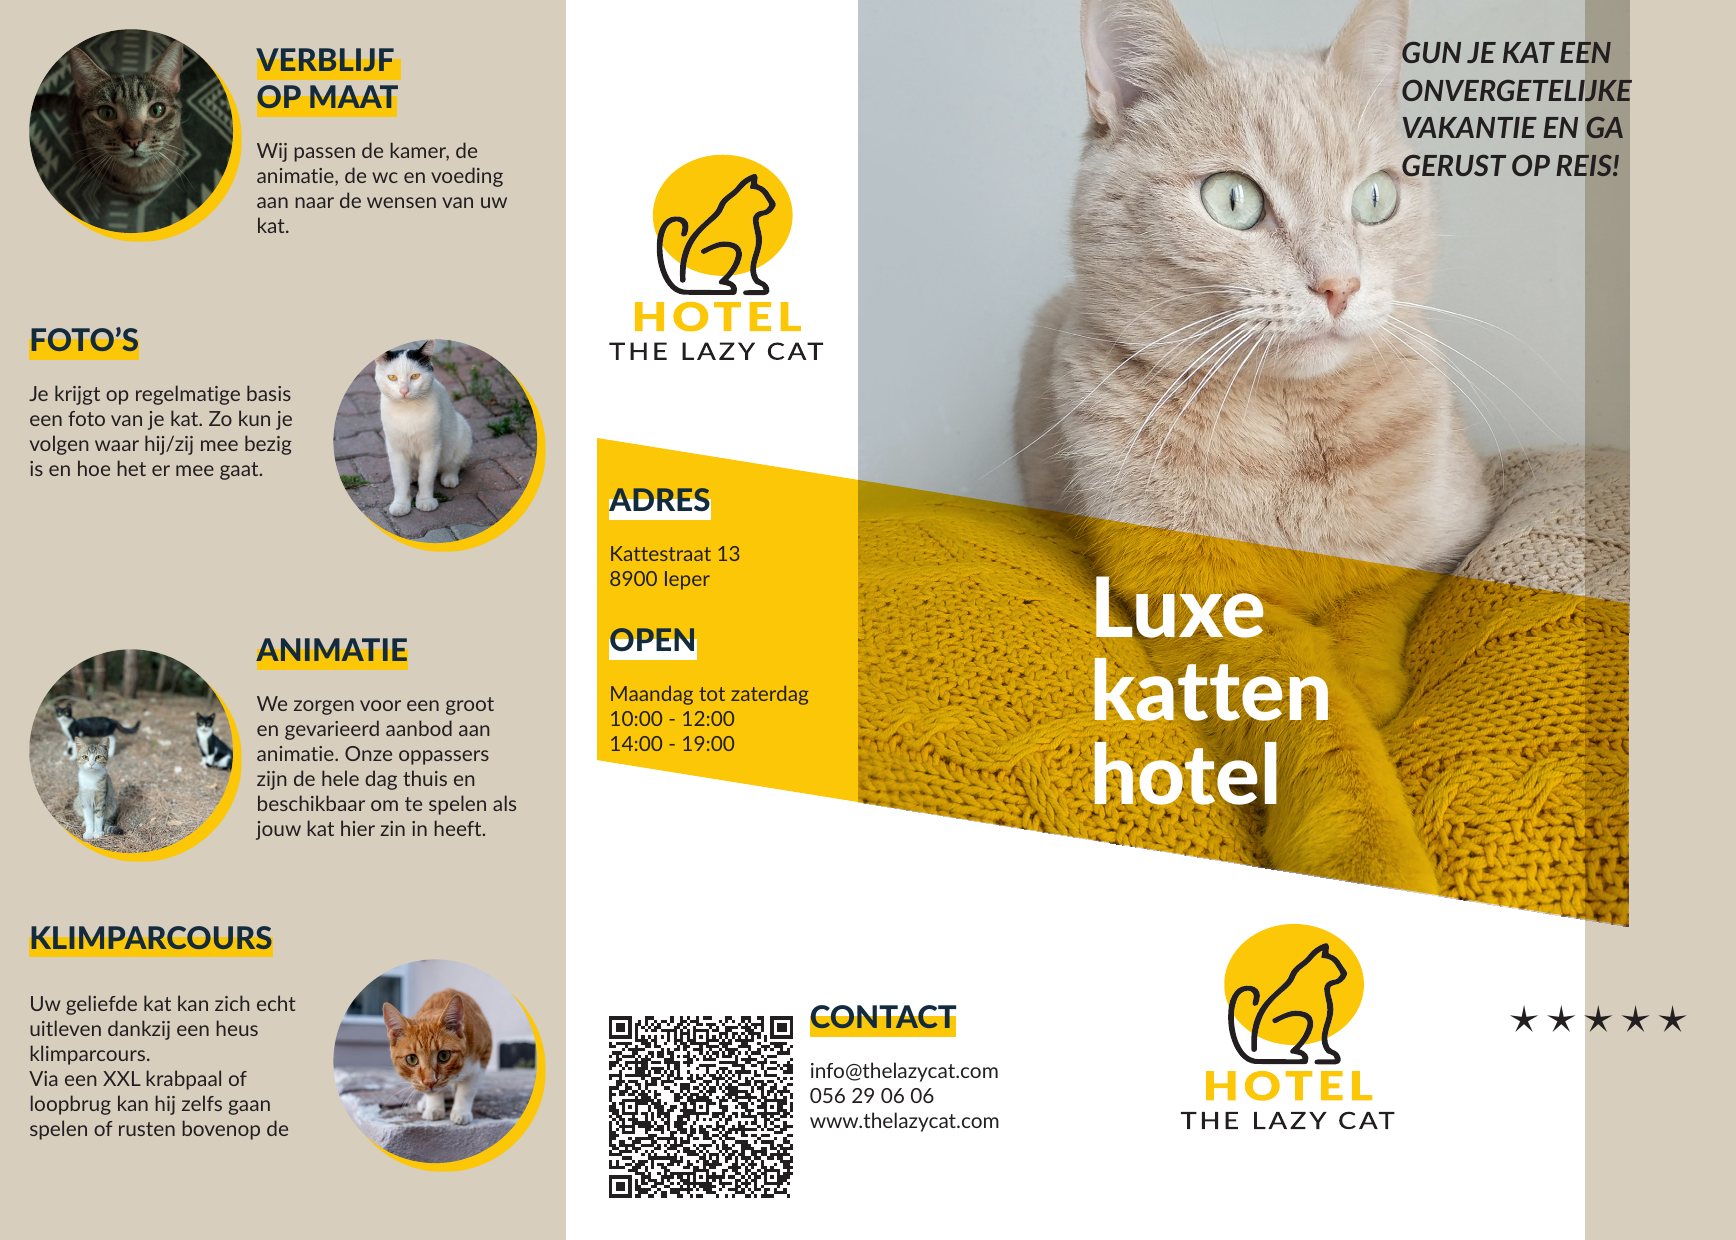 VERBLIJF
OP MAAT
Wij passen de kamer, de
animatie, de wc en voeding
aan naar de wensen van uw
kat.
FOTO’S
Je krijgt op regelmatige basis
een foto van je kat. Zo kun je
volgen waar hij/zij mee bezig
is en hoe het er mee gaat.
ANIMATIE
We zorgen voor een groot
en gevarieerd aanbod aan
animatie. Onze oppassers
zijn de hele dag thuis en
beschikbaar om te spelen als
jouw kat hier zin in heeft.
KLIMPARCOURS
Uw geliefde kat kan zich echt
uitleven dankzij een heus
klimparcours.
Via een XXL krabpaal of
loopbrug kan hij zelfs gaan
spelen of rusten bovenop de
HOTEL
THE LAZY CAT
ADRES
Kattestraat 13
8900 Ieper
OPEN
Maandag tot zaterdag
10:00 - 12:00
14:00 - 19:00
CONTACT
info@thelazycat.com
056 29 06 06
www.thelazycat.com
GUN JE KAT EEN
ONVERGETELIJKE
VAKANTIE EN GA
GERUST OP REIS!
Luxe
katten
hotel
HOTEL
THE LAZY CAT